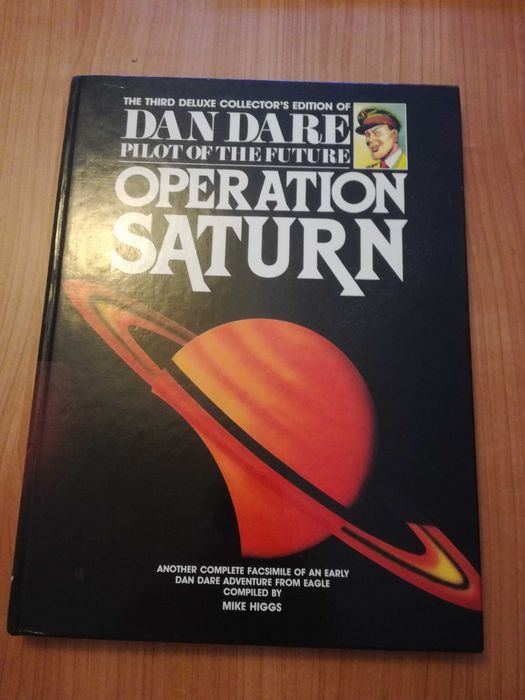 THE THIRD DELUXE COLLECTOR'S EDITION OF
DAN DARE
PILOT OF THE FUTURE
OPERATION
SATURN
ANOTHER COMPLETE FACSIMILE OF AN EARLY
DAN DARE ADVENTURE FROM EAGLE
COMPILED BY
MIKE HIGGS